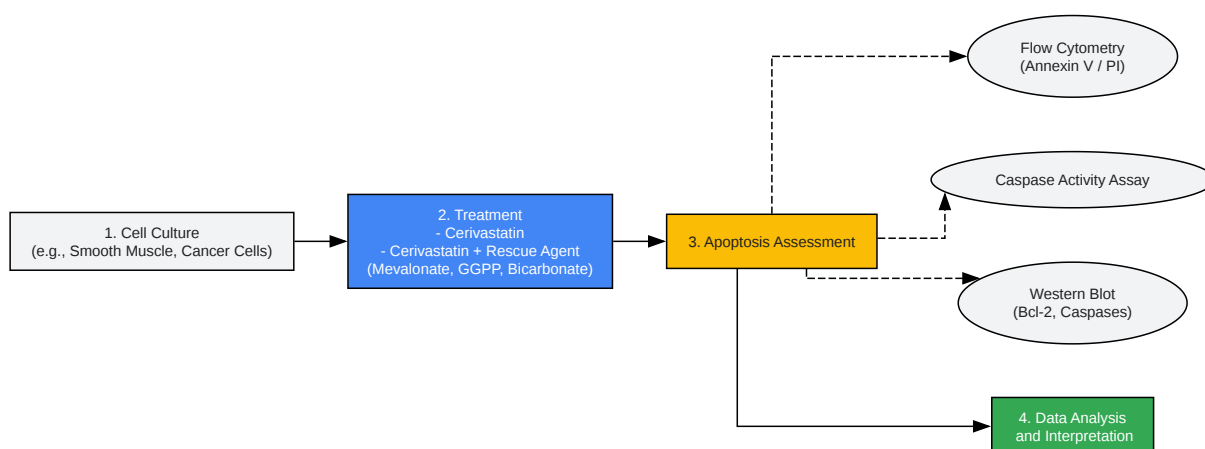 1. Cell Culture
(e.g., Smooth Muscle, Cancer Cells)
2. Treatment
- Cerivastatin
- Cerivastatin + Rescue Agent
(Mevalonate, GGPP, Bicarbonate)
3. Apoptosis Assessment
Flow Cytometry
(Annexin V / PI)
Caspase Activity Assay
Western Blot
(Bcl-2, Caspases)
4. Data Analysis
and Interpretation